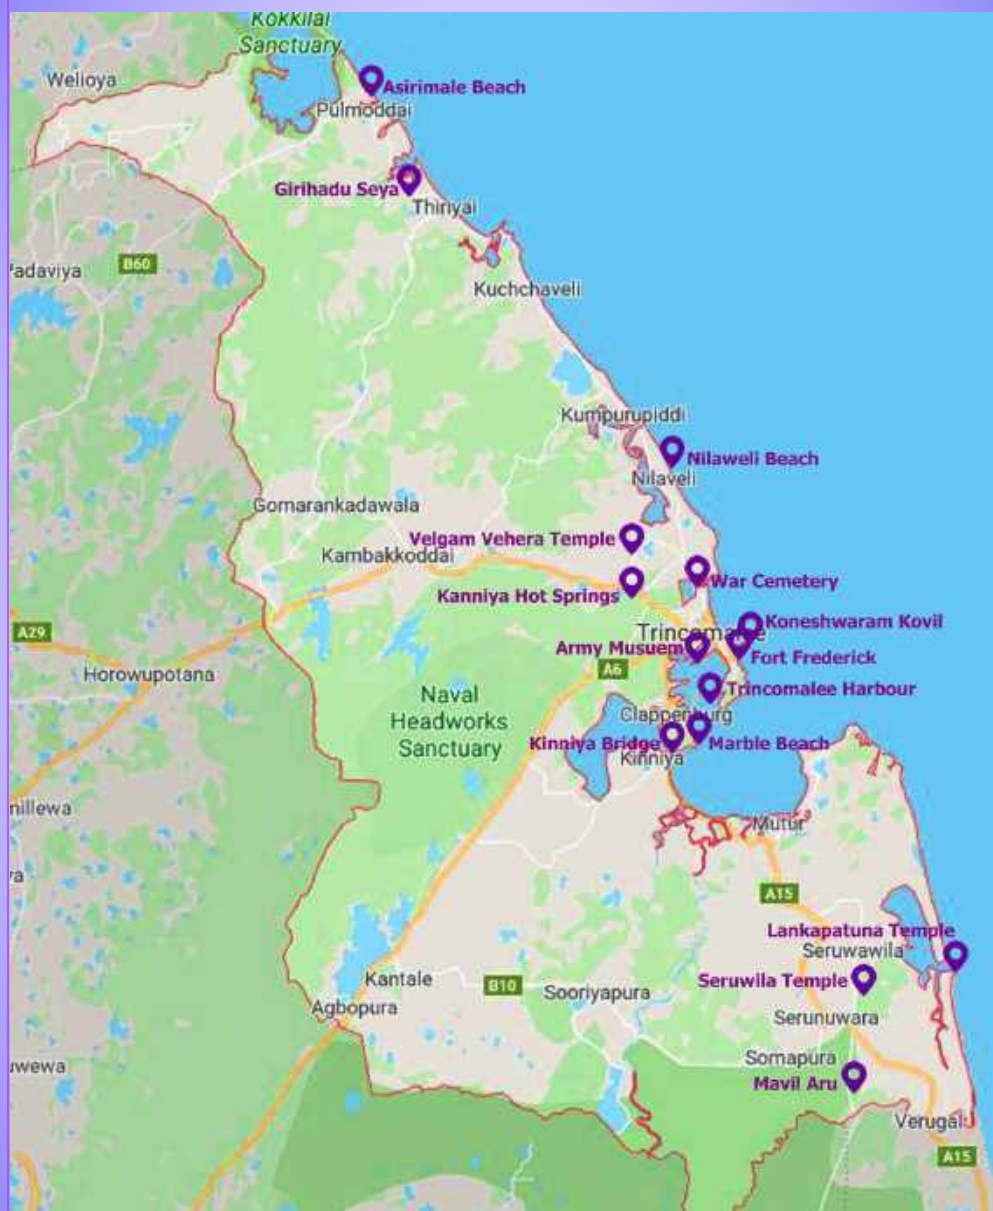 Kokkilai
Sanctuary
Welioya
Asirimale Beach
Pulmoddai
Girihadu Seya
Thiriyai
B60
Kuchchaveli
Kumpurupiddi
Nilaweli Beach
Nilaveli
Gomarankadawala
Velgam Vehera Temple
Kambakkoddai
War Cemetery
Kanniya Hot Springs
Koneshwaram Kovil
A29
Army Musuem
Fort Frederick
A6
Horowupotana
Trincomalee Harbour
Naval
Headworks
Sanctuary
Clappenburg
Kinniya Bridge
Marble Beach
Kinniya
Mutur
A15
Lankapatuna Temple
Seruwawila
Kantale
Seruwila Temple
B10
Sooriyapura
Agbopura
Serunuwara
Somapura
Mavil Aru
Verugal
A15